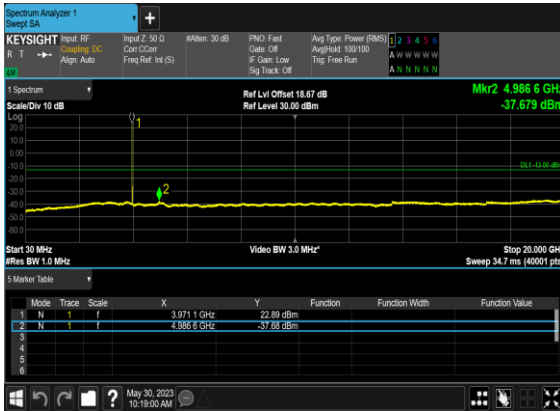 Spectrum Analyzer 1
Swept SA
+
KEYSIGHT
R T
Input: RF
Coupling: DC
Align: Auto
Input Z: 50 Ω
Corr CCorr
Freq Ref: Int (S)
#Atten: 30 dB
PNO: Fast
Gate: Off
IF Gain: Low
Sig Track: Off
Avg Type: Power (RMS)
Avg|Hold: 100/100
Trig: Free Run
1 2 3 4 5 6
A W W W W W
A N N N N N
1 Spectrum
Scale/Div 10 dB
Ref Lvl Offset 18.67 dB
Ref Level 30.00 dBm
Mkr2 4.986 6 GHz
-37.679 dBm
Log
20.0
10.0
0.00
-10.0
-20.0
-30.0
-40.0
-50.0
-60.0
1
2
DL1 -13.00 dBm
Start 30 MHz
#Res BW 1.0 MHz
Video BW 3.0 MHz*
Stop 20.000 GHz
Sweep 34.7 ms (40001 pts)
5 Marker Table
Mode Trace Scale X Y Function Function Width Function Value
1 N 1 f 3.971 1 GHz 22.89 dBm
2 N 1 f 4.986 6 GHz -37.68 dBm
3
4
5
6
?
May 30, 2023
10:19:00 AM